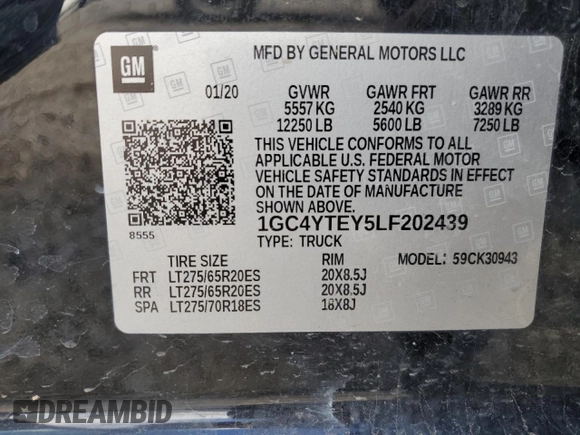 GM
MFD BY GENERAL MOTORS LLC
01/20 GVWR GAWR FRT GAWR RR
5557 KG 2540 KG 3289 KG
12250 LB 5600 LB 7250 LB
THIS VEHICLE CONFORMS TO ALL
APPLICABLE U.S. FEDERAL MOTOR
VEHICLE SAFETY STANDARDS IN EFFECT
ON THE DATE OF MANUFACTURE
SHOWN ABOVE.
8555
1GC4YTEY5LF202439
TYPE: TRUCK
TIRE SIZE RIM MODEL: 59CK30943
FRT LT275/65R20ES 20X8.5J
RR LT275/65R20ES 20X8.5J
SPA LT275/70R18ES 18X8J
DREAMBID